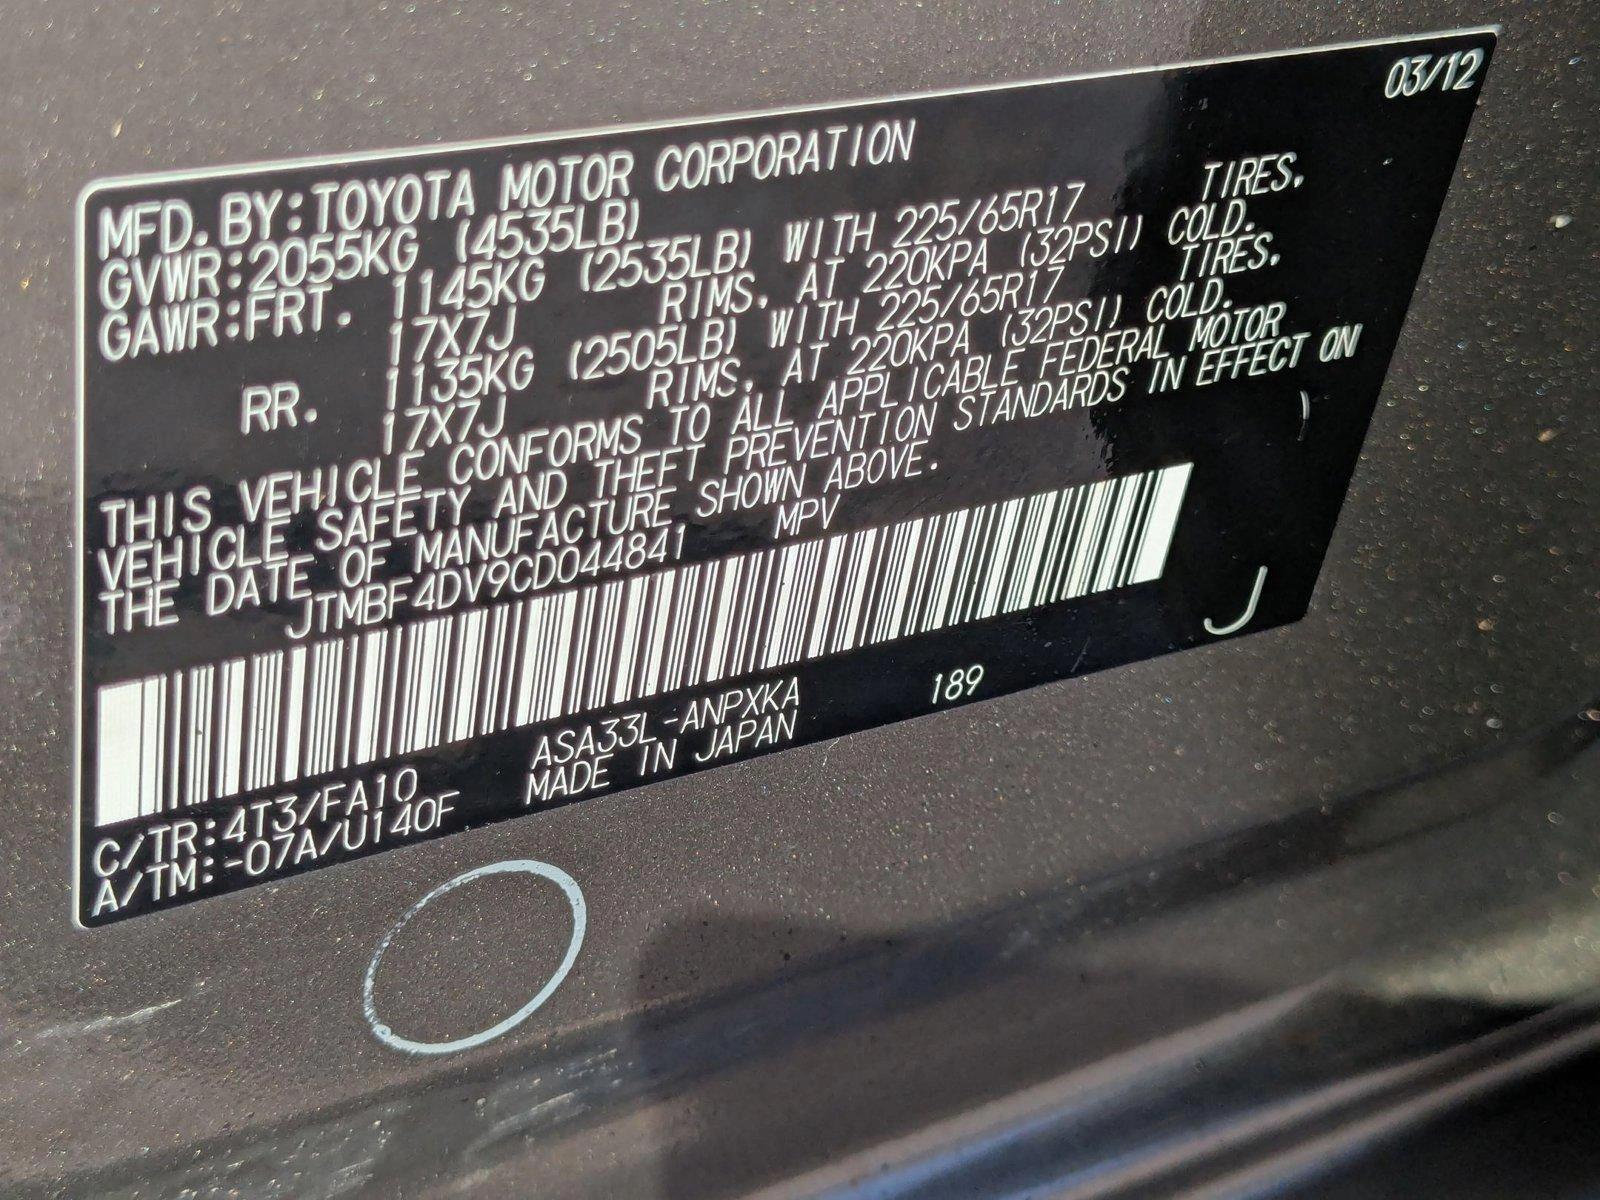 03/12
MFD. BY:TOYOTA MOTOR CORPORATION
GVWR:2055KG (4535LB)
GAWR:FRT. 1145KG (2535LB) WITH 225/65R17 TIRES,
17X7J RIMS, AT 220KPA (32PSI) COLD.
RR. 1135KG (2505LB) WITH 225/65R17 TIRES,
17X7J RIMS, AT 220KPA (32PSI) COLD.
THIS VEHICLE CONFORMS TO ALL APPLICABLE FEDERAL MOTOR
VEHICLE SAFETY AND THEFT PREVENTION STANDARDS IN EFFECT ON
THE DATE OF MANUFACTURE SHOWN ABOVE.
JTMBF4DV9CD044841 MPV
ASA33L-ANPXKA 189
C/TR:4T3/FA10 MADE IN JAPAN
A/TM:-07A/U140F
J